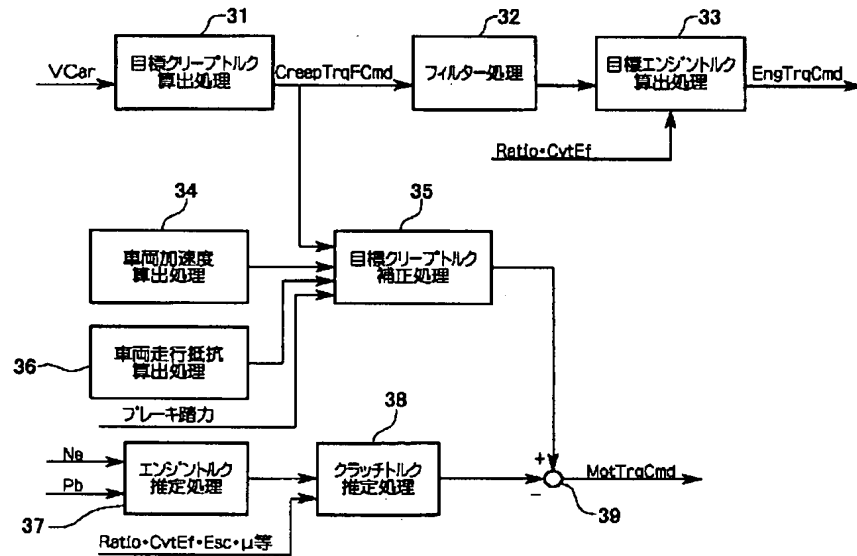 31
32
33
VCar
目標クリープトルク
算出処理
CreepTrqFCmd
フィルター処理
目標エンジントルク
算出処理
EngTrqCmd
Ratio・CvtEf
34
35
車両加速度
算出処理
目標クリープトルク
補正処理
36
車両走行抵抗
算出処理
ブレーキ踏力
38
Ne
Pb
エンジントルク
推定処理
クラッチトルク
推定処理
+
-
MotTrqCmd
37
39
Ratio・CvtEf・Esc・μ等